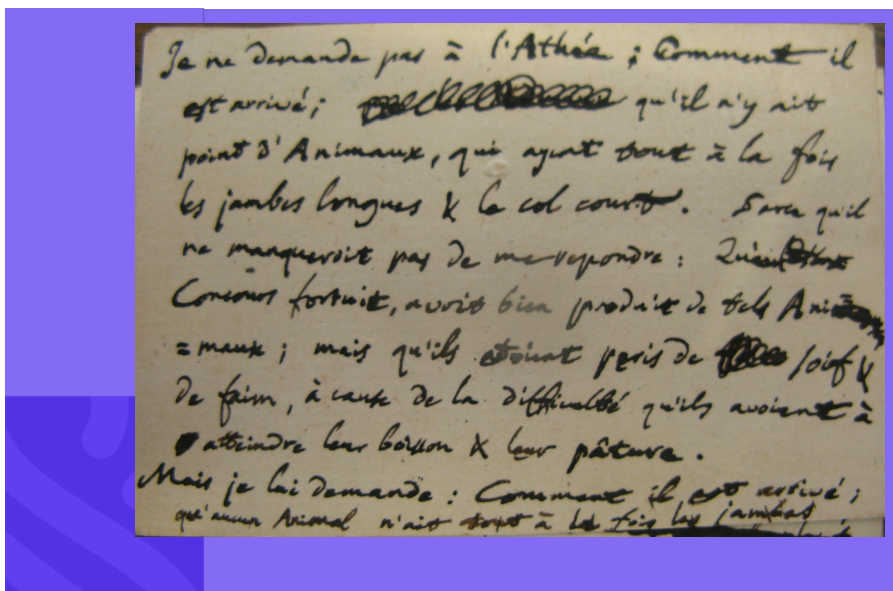 Je ne demande pas à l'Athée ; Comment il
est arrivé ; qu'il n'y ait
point d'Animaux, qui ayent tout à la fois
les jambes longues & le col court. Parce qu'il
ne manqueroit pas de me repondre :
Concours fortuit, avoit bien produit de tels Ani
=maux ; mais qu'ils étoient peris de soif &
de faim, à cause de la difficulté qu'ils avoient à
atteindre leur boisson & leur pâture.
Mais je lui demande : Comment il est arrivé ;
qu'aucun Animal n'ait tout à la fois les jambes